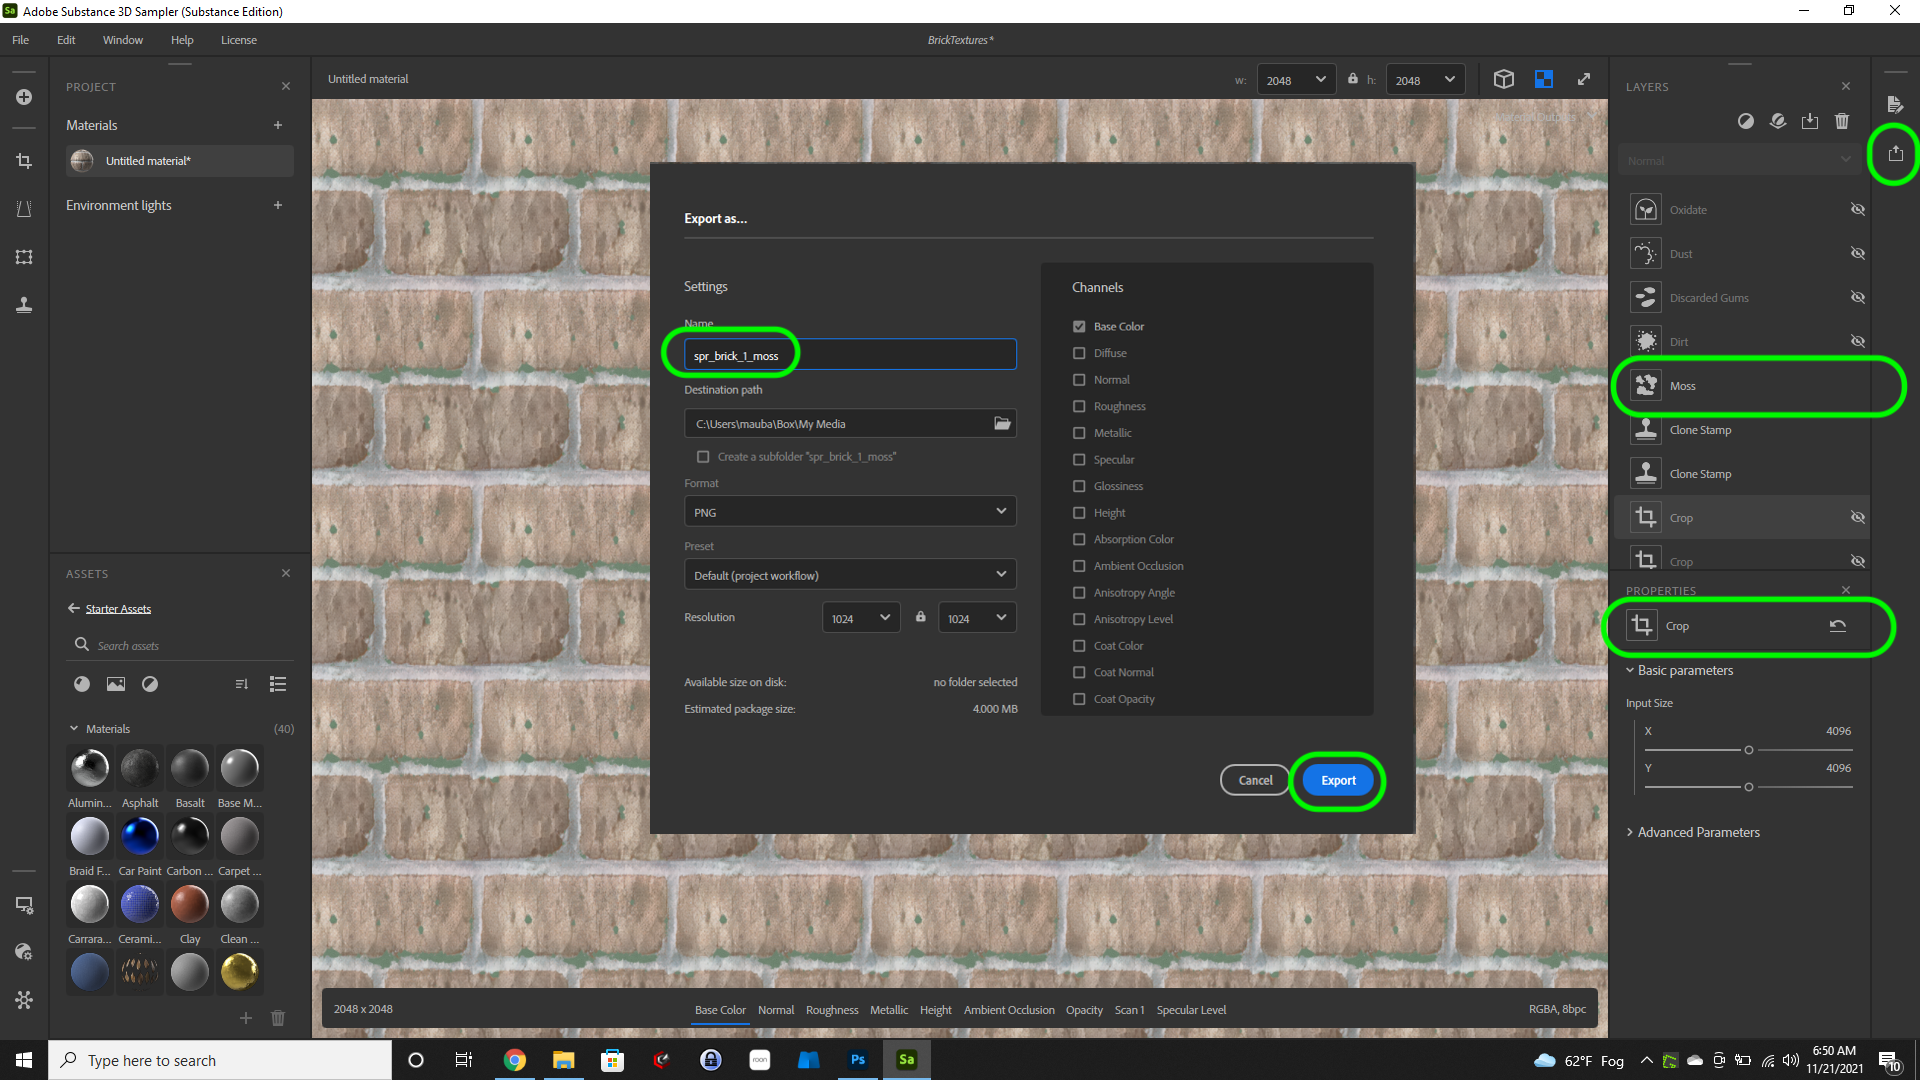 Sa Adobe Substance 3D Sampler (Substance Edition)
File Edit Window Help License
BrickTextures*
PROJECT
Materials
Untitled material*
Environment lights
Untitled material
w: 2048 h: 2048
Material Outputs
Export as...
Settings
Name
spr_brick_1_moss
Destination path
C:\Users\mauba\Box\My Media
Create a subfolder "spr_brick_1_moss"
Format
PNG
Preset
Default (project workflow)
Resolution 1024 1024
Available size on disk: no folder selected
Estimated package size: 4.000 MB
Channels
Base Color
Diffuse
Normal
Roughness
Metallic
Specular
Glossiness
Height
Absorption Color
Ambient Occlusion
Anisotropy Angle
Anisotropy Level
Coat Color
Coat Normal
Coat Opacity
Cancel Export
LAYERS
Normal
Oxidate
Dust
Discarded Gums
Dirt
Moss
Clone Stamp
Clone Stamp
Crop
Crop
PROPERTIES
Crop
Basic parameters
Input Size
X 4096
Y 4096
Advanced Parameters
ASSETS
Starter Assets
Search assets
Materials (40)
Alumin... Asphalt Basalt Base M...
Braid F... Car Paint Carbon ... Carpet ...
Carrara... Cerami... Clay Clean ...
2048 x 2048 Base Color Normal Roughness Metallic Height Ambient Occlusion Opacity Scan 1 Specular Level RGBA, 8bpc
Type here to search
roon
Ps
Sa
62°F Fog
6:50 AM
11/21/2021
10